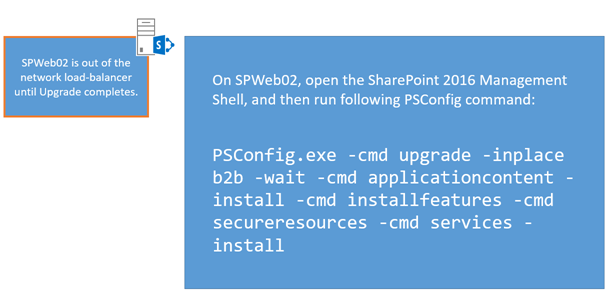 SPWeb02 is out of the
network load-balancer
until Upgrade completes.
S
On SPWeb02, open the SharePoint 2016 Management
Shell, and then run following PSConfig command:
PSConfig.exe -cmd upgrade -inplace
b2b -wait -cmd applicationcontent -
install -cmd installfeatures -cmd
secureresources -cmd services -
install